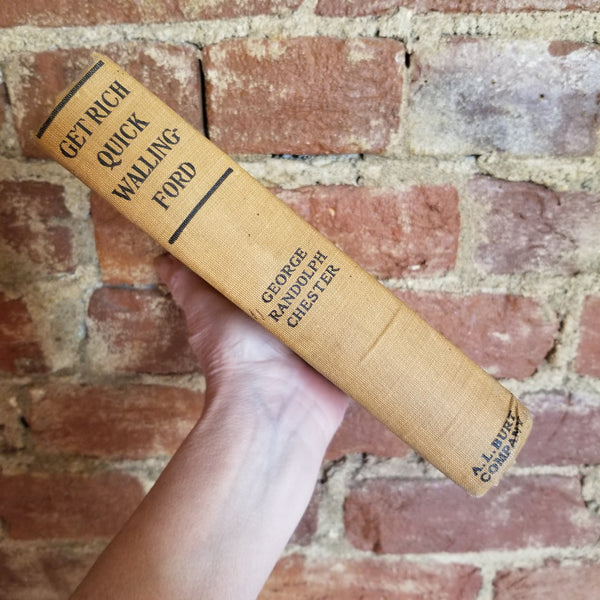 GET RICH
QUICK
WALLING-
FORD
GEORGE
RANDOLPH
CHESTER
A. L. BURT
COMPANY